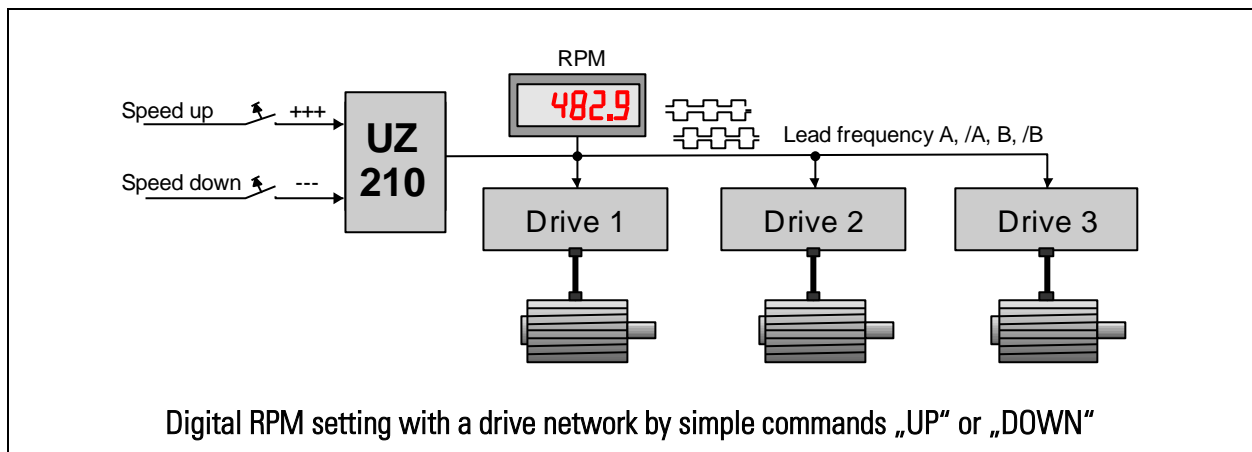 RPM
482.9
Speed up +++
UZ
210
Lead frequency A, /A, B, /B
Speed down ---
Drive 1 Drive 2 Drive 3
Digital RPM setting with a drive network by simple commands „UP“ or „DOWN“